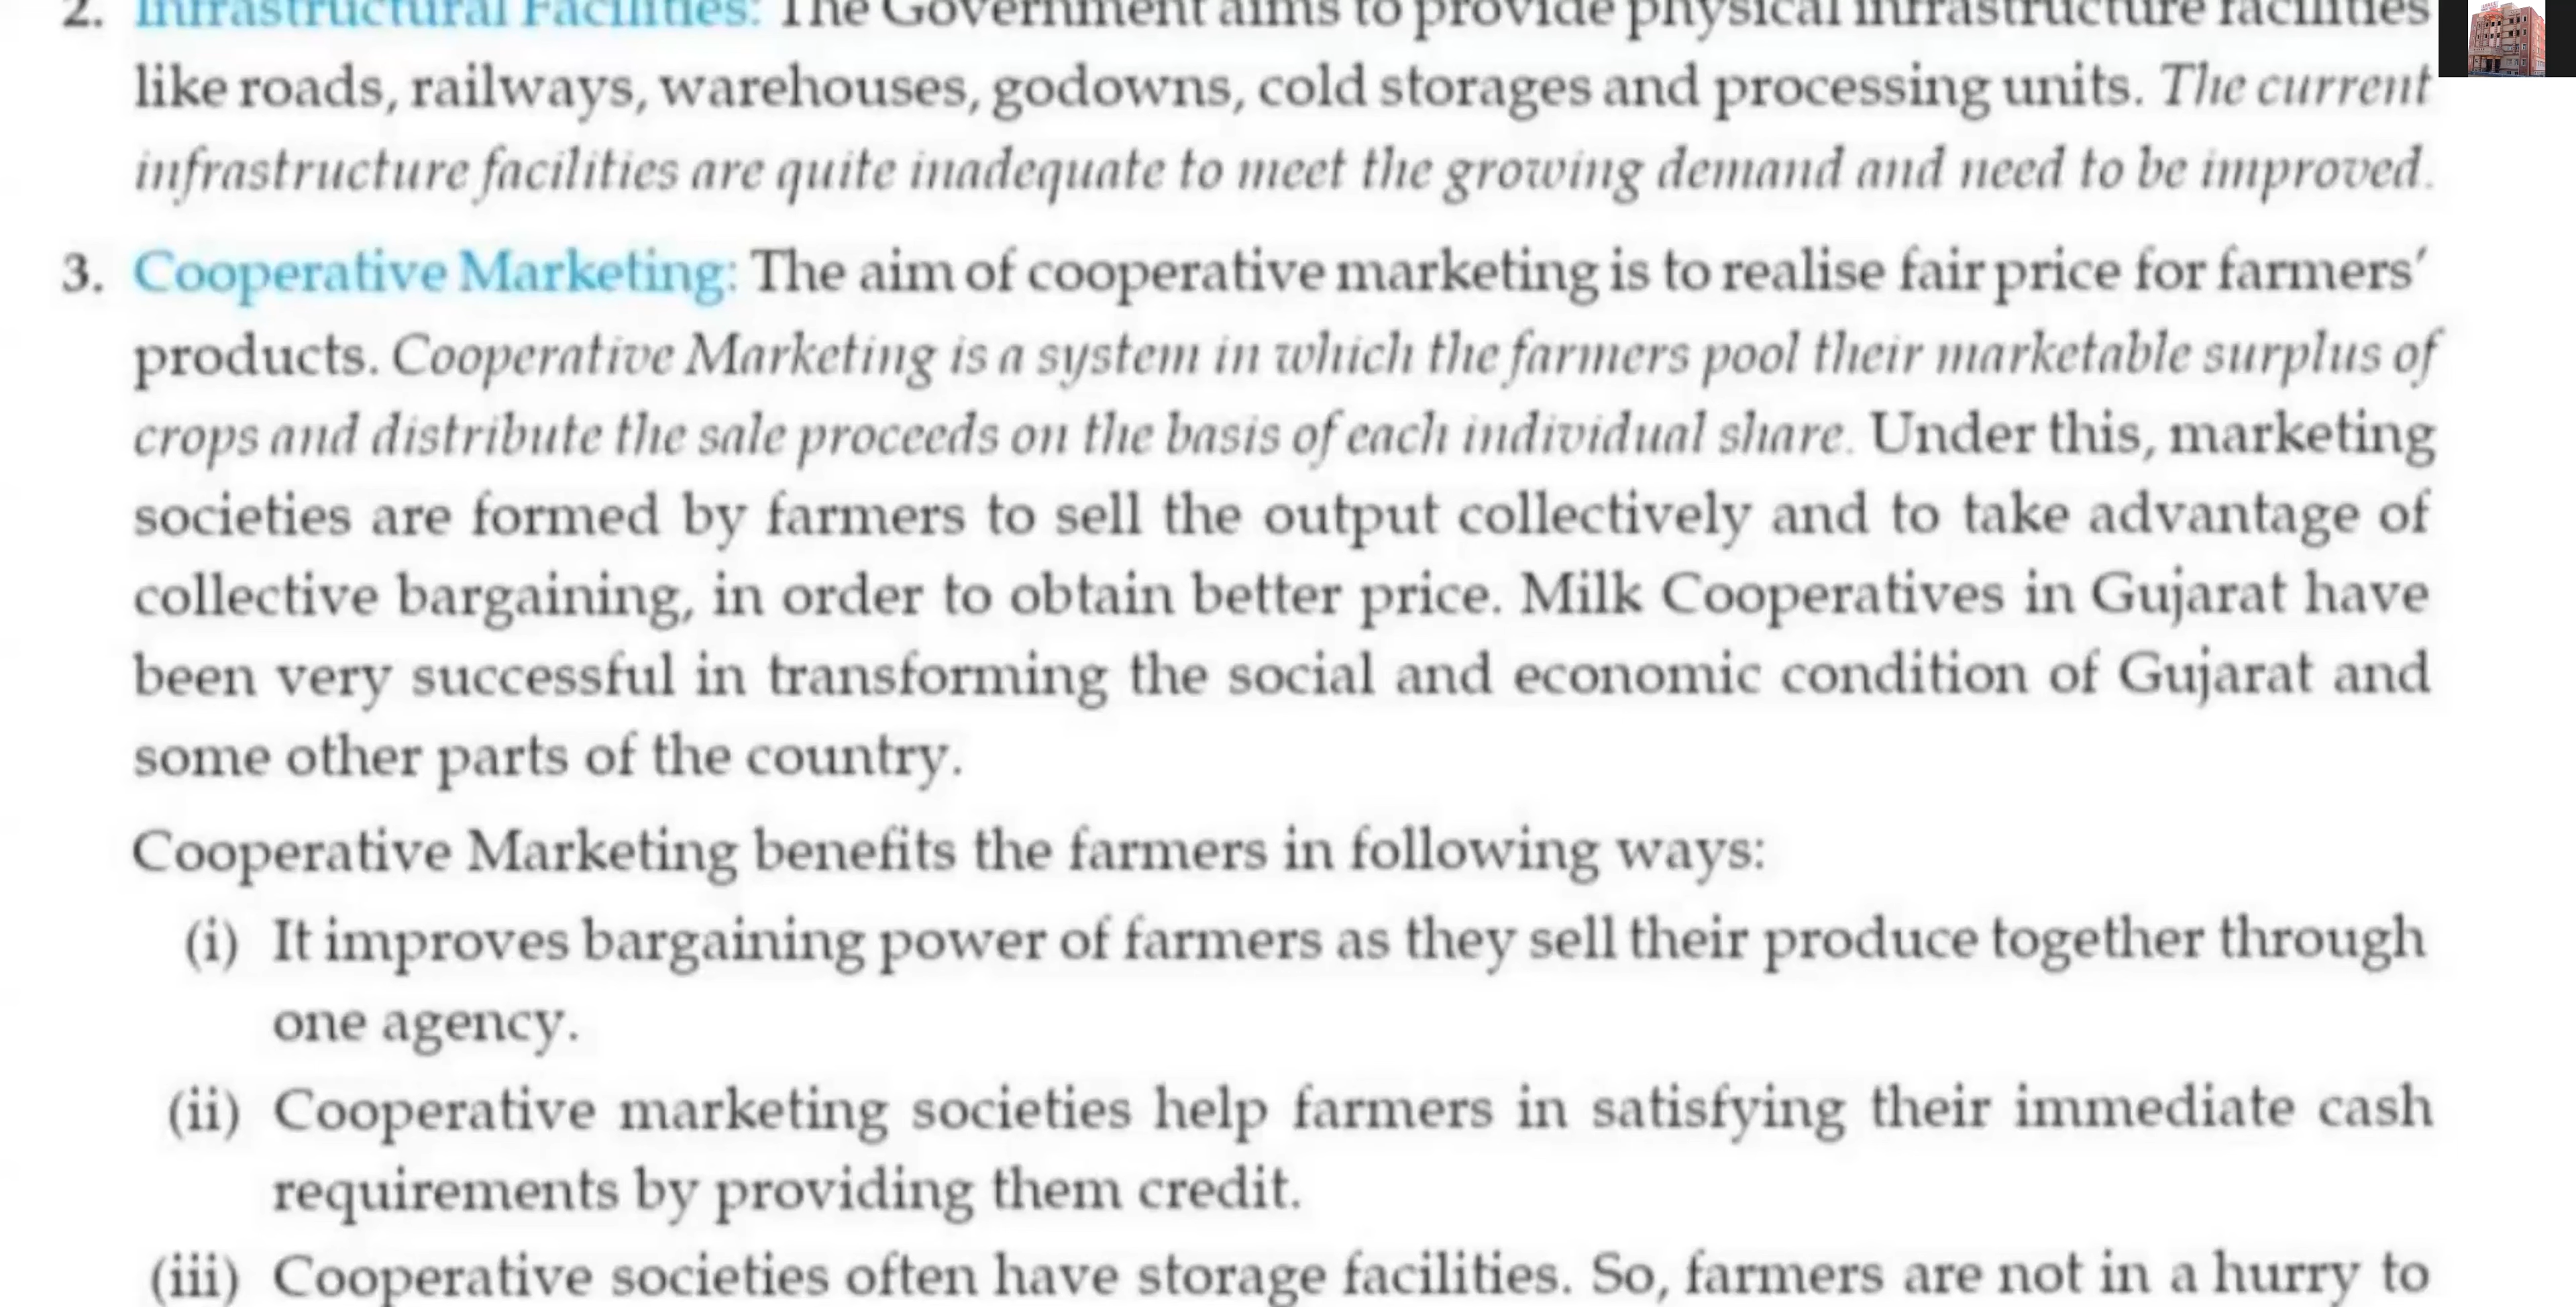 2. Infrastructural Facilities: The Government aims to provide physical infrastructure facilities
like roads, railways, warehouses, godowns, cold storages and processing units. The current
infrastructure facilities are quite inadequate to meet the growing demand and need to be improved.
3. Cooperative Marketing: The aim of cooperative marketing is to realise fair price for farmers'
products. Cooperative Marketing is a system in which the farmers pool their marketable surplus of
crops and distribute the sale proceeds on the basis of each individual share. Under this, marketing
societies are formed by farmers to sell the output collectively and to take advantage of
collective bargaining, in order to obtain better price. Milk Cooperatives in Gujarat have
been very successful in transforming the social and economic condition of Gujarat and
some other parts of the country.
Cooperative Marketing benefits the farmers in following ways:
(i) It improves bargaining power of farmers as they sell their produce together through
one agency.
(ii) Cooperative marketing societies help farmers in satisfying their immediate cash
requirements by providing them credit.
(iii) Cooperative societies often have storage facilities. So, farmers are not in a hurry to